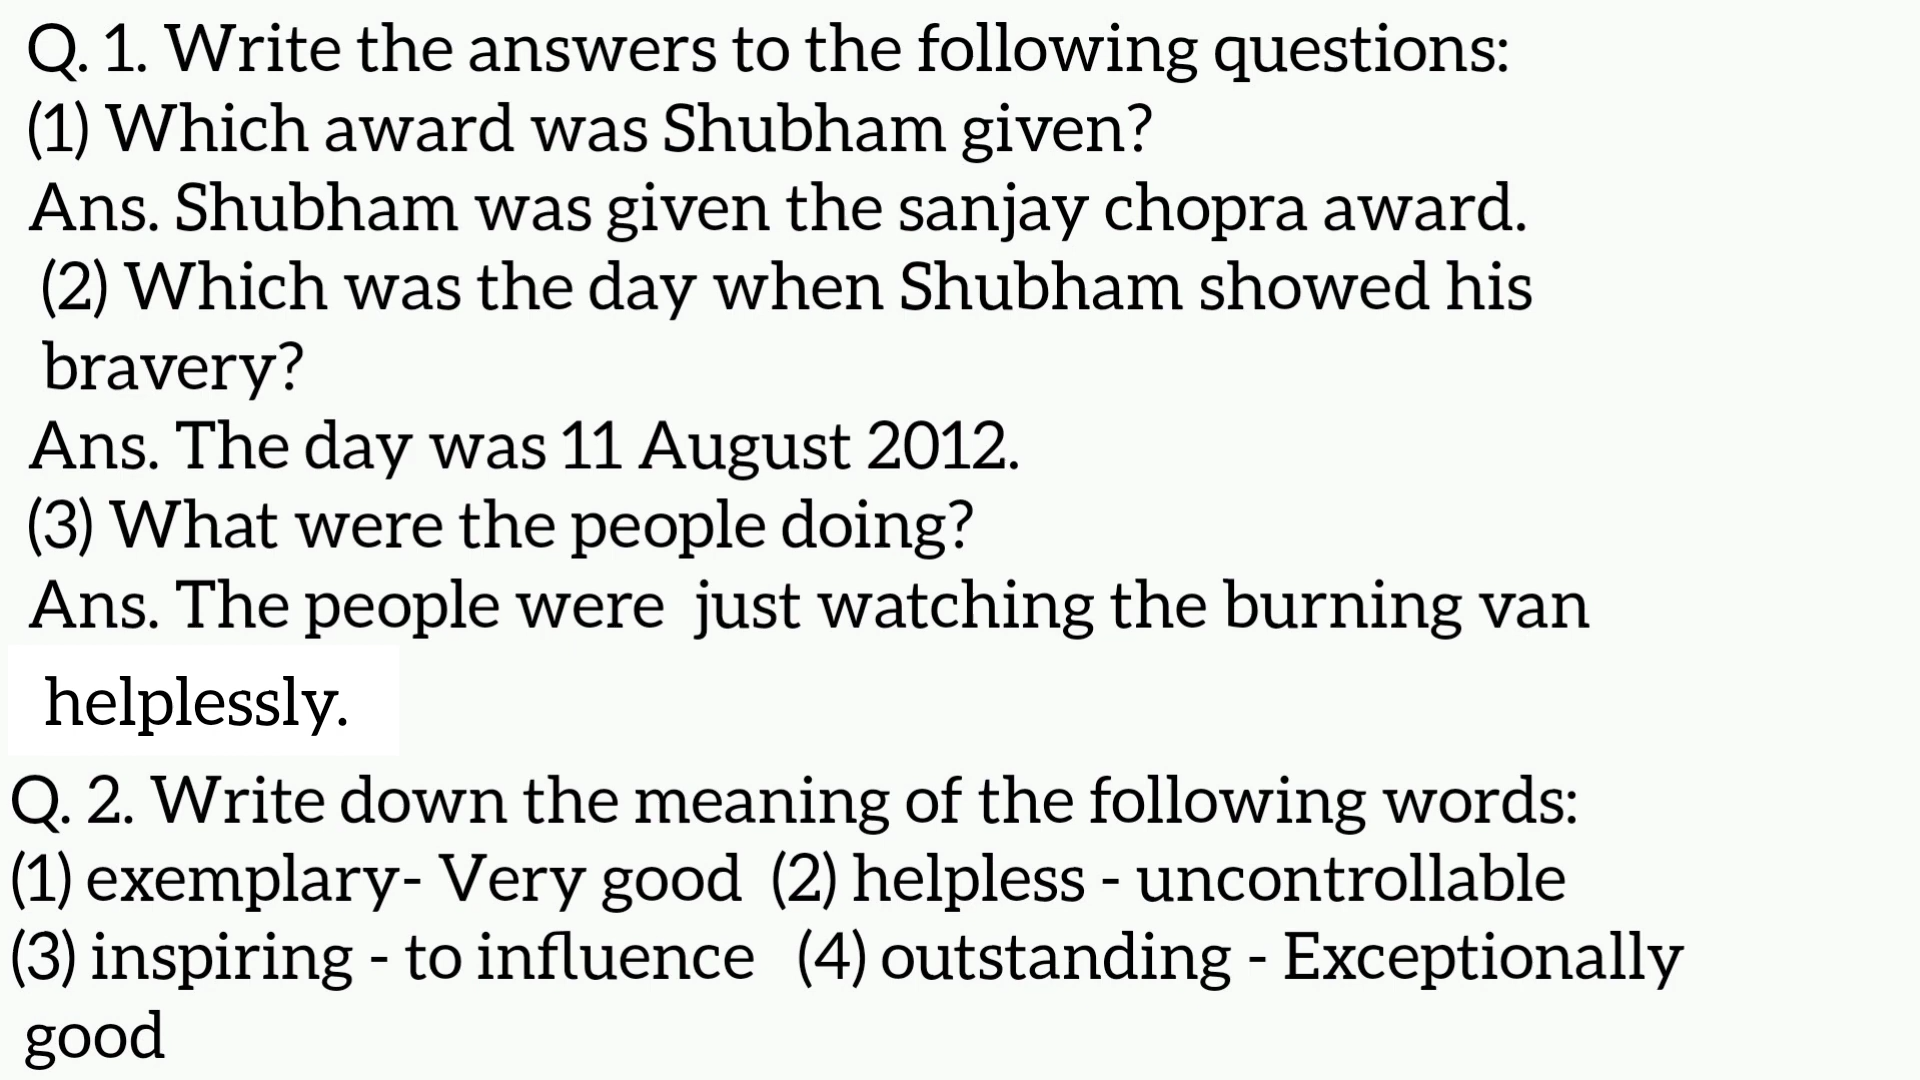 Q. 1. Write the answers to the following questions:
(1) Which award was Shubham given?
Ans. Shubham was given the sanjay chopra award.
(2) Which was the day when Shubham showed his
bravery?
Ans. The day was 11 August 2012.
(3) What were the people doing?
Ans. The people were just watching the burning van
helplessly.
Q. 2. Write down the meaning of the following words:
(1) exemplary- Very good (2) helpless - uncontrollable
(3) inspiring - to influence (4) outstanding - Exceptionally
good